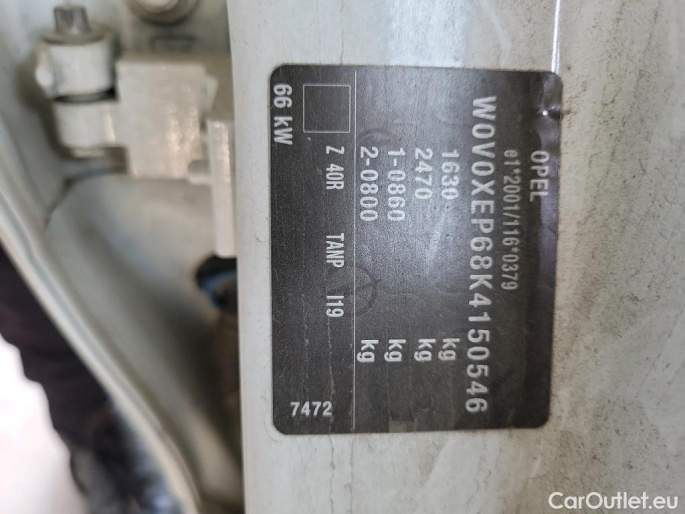 OPEL
e1*2001/116*0379
W0V0XEP68K4150546
1630 kg
2470 kg
1-0860 kg
2-0800 kg
Z 40R TANP I19
66 kW 7472
CarOutlet.eu